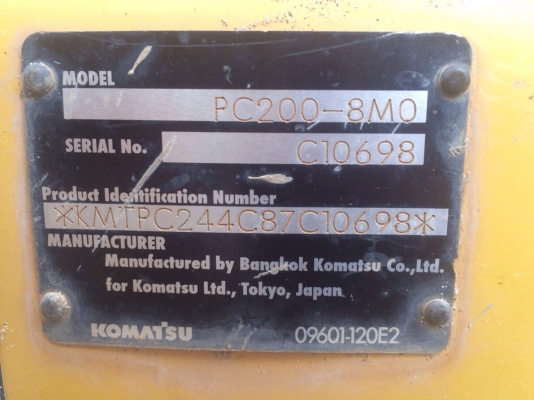 MODEL
PC200-8M0
SERIAL No.
C10698
Product Identification Number
*KMTPC244C87C10698*
MANUFACTURER
Manufactured by Bangkok Komatsu Co.,Ltd.
for Komatsu Ltd., Tokyo, Japan
KOMATSU
09601-120E2